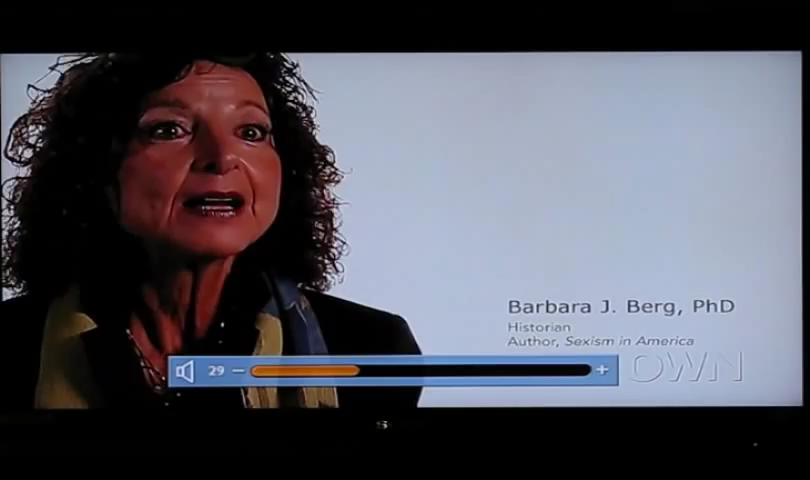 Barbara J. Berg, PhD
Historian
Author, Sexism in America
29 − +
OWN